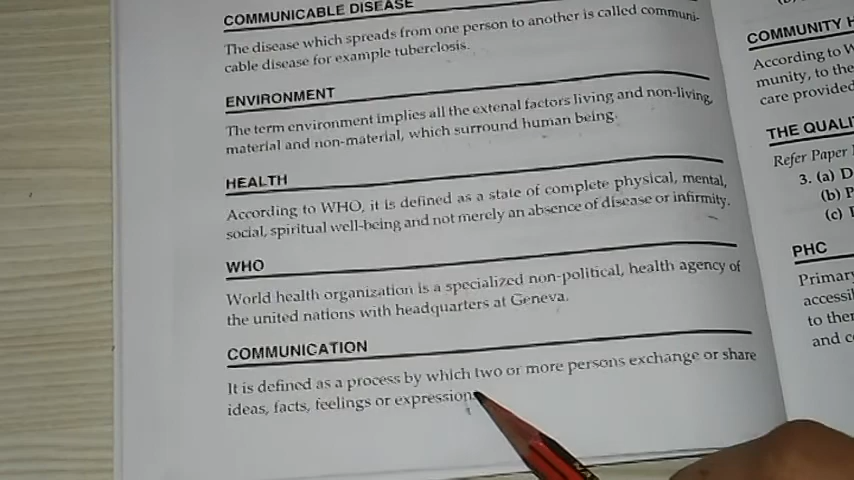 COMMUNICABLE DISEASE
The disease which spreads from one person to another is called communi-
cable disease for example tuberclosis.
ENVIRONMENT
The term environment implies all the extenal factors living and non-living,
material and non-material, which surround human being.
HEALTH
According to WHO, it is defined as a state of complete physical, mental,
social, spiritual well-being and not merely an absence of disease or infirmity.
WHO
World health organization is a specialized non-political, health agency of
the united nations with headquarters at Geneva.
COMMUNICATION
It is defined as a process by which two or more persons exchange or share
ideas, facts, feelings or expression
COMMUNITY H
According to W
munity, to the
care provided
THE QUALI
Refer Paper
3. (a) D
(b) P
(c)
PHC
Primary
accessi
to ther
and c